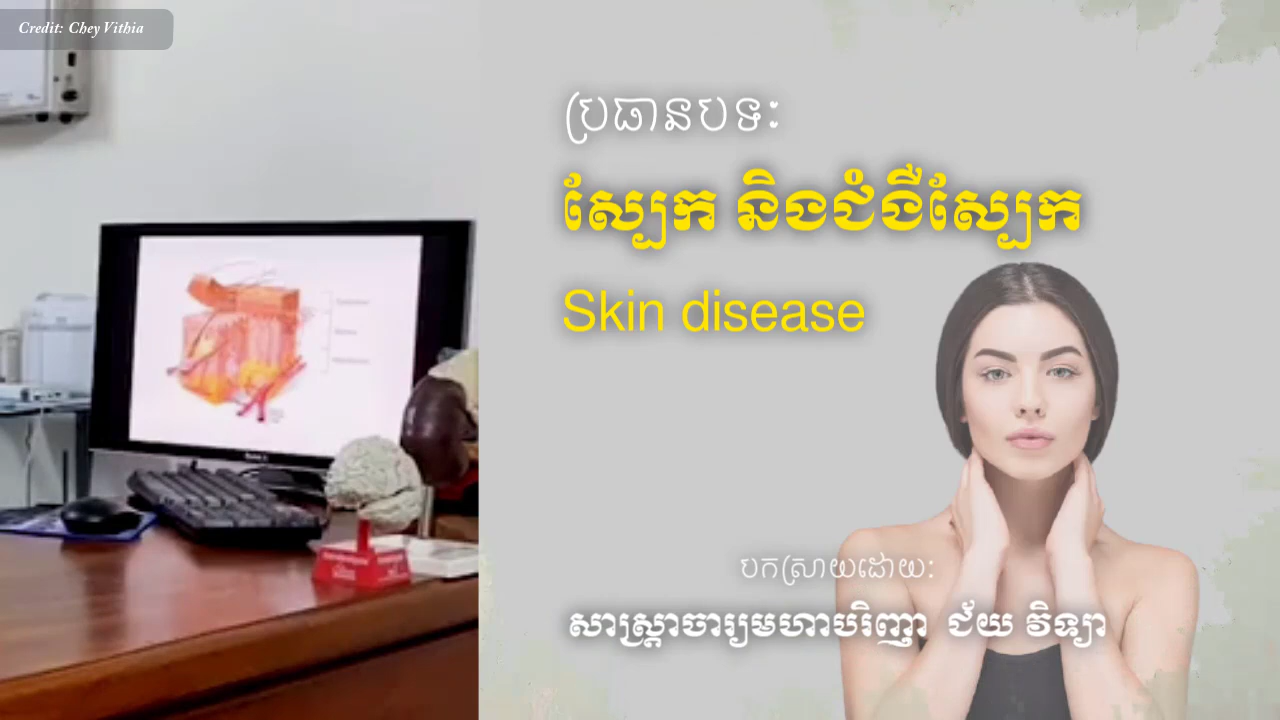 Credit: Chey Vithia
ប្រធានបទៈ
ស្បែក និងជំងឺស្បែក
Skin disease
បកស្រាយដោយៈ
សាស្ត្រាចារ្យមហាបរិញ្ញា ជ័យ វិទ្យា